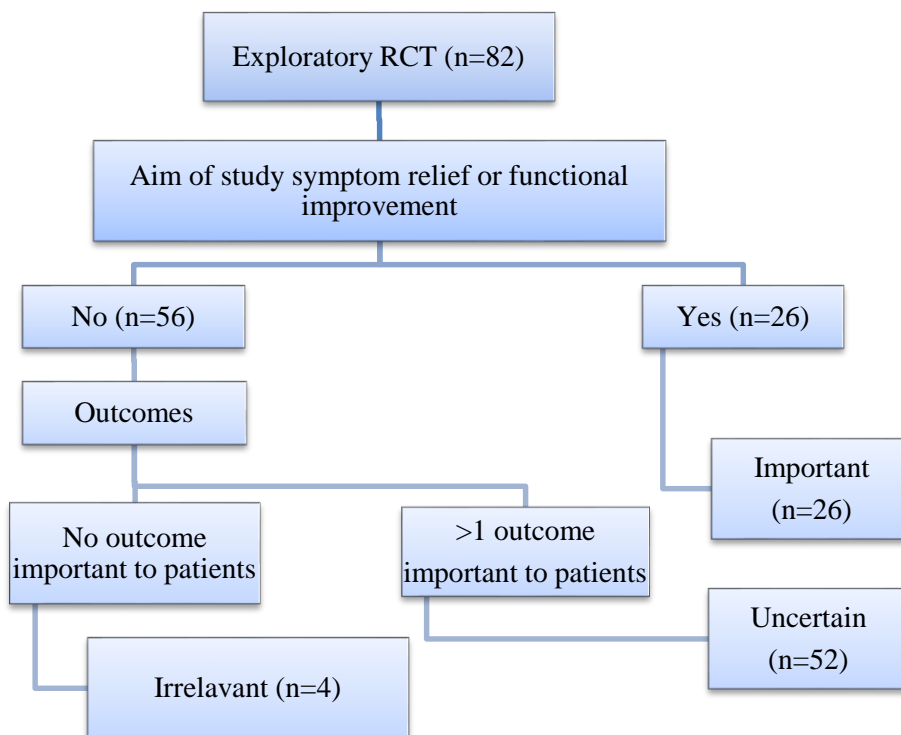 Exploratory RCT (n=82)
Aim of study symptom relief or functional
improvement
No (n=56)
Yes (n=26)
Outcomes
Important
(n=26)
No outcome
important to patients
>1 outcome
important to patients
Uncertain
(n=52)
Irrelavant (n=4)